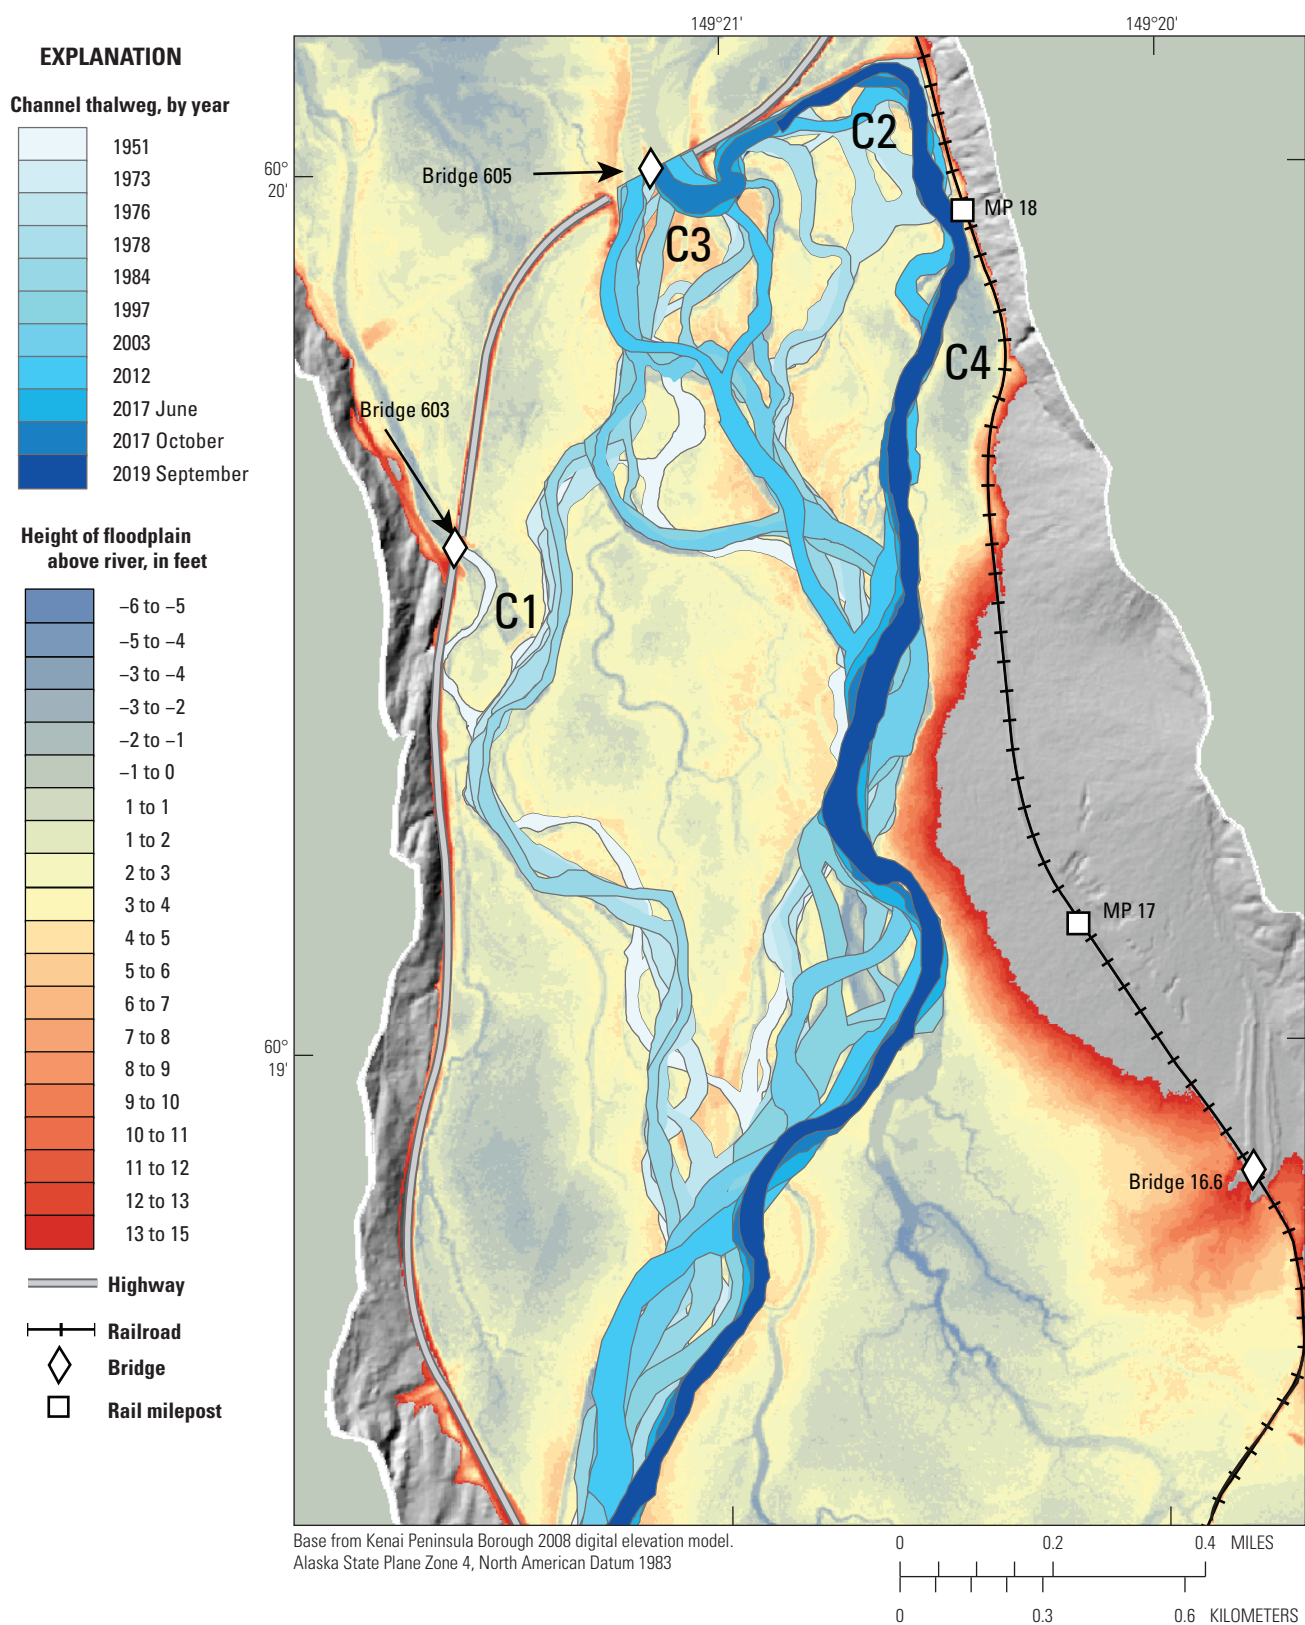 EXPLANATION
Channel thalweg, by year
1951
1973
1976
1978
1984
1997
2003
2012
2017 June
2017 October
2019 September
Height of floodplain
above river, in feet
−6 to −5
−5 to −4
−3 to −4
−3 to −2
−2 to −1
−1 to 0
1 to 1
1 to 2
2 to 3
3 to 4
4 to 5
5 to 6
6 to 7
7 to 8
8 to 9
9 to 10
10 to 11
11 to 12
12 to 13
13 to 15
Highway
Railroad
Bridge
Rail milepost
149°21'
149°20'
60°
20'
Bridge 605
C2
MP 18
C3
C4
Bridge 603
C1
MP 17
60°
19'
Bridge 16.6
Base from Kenai Peninsula Borough 2008 digital elevation model.
Alaska State Plane Zone 4, North American Datum 1983
0 0.2 0.4 MILES
0 0.3 0.6 KILOMETERS